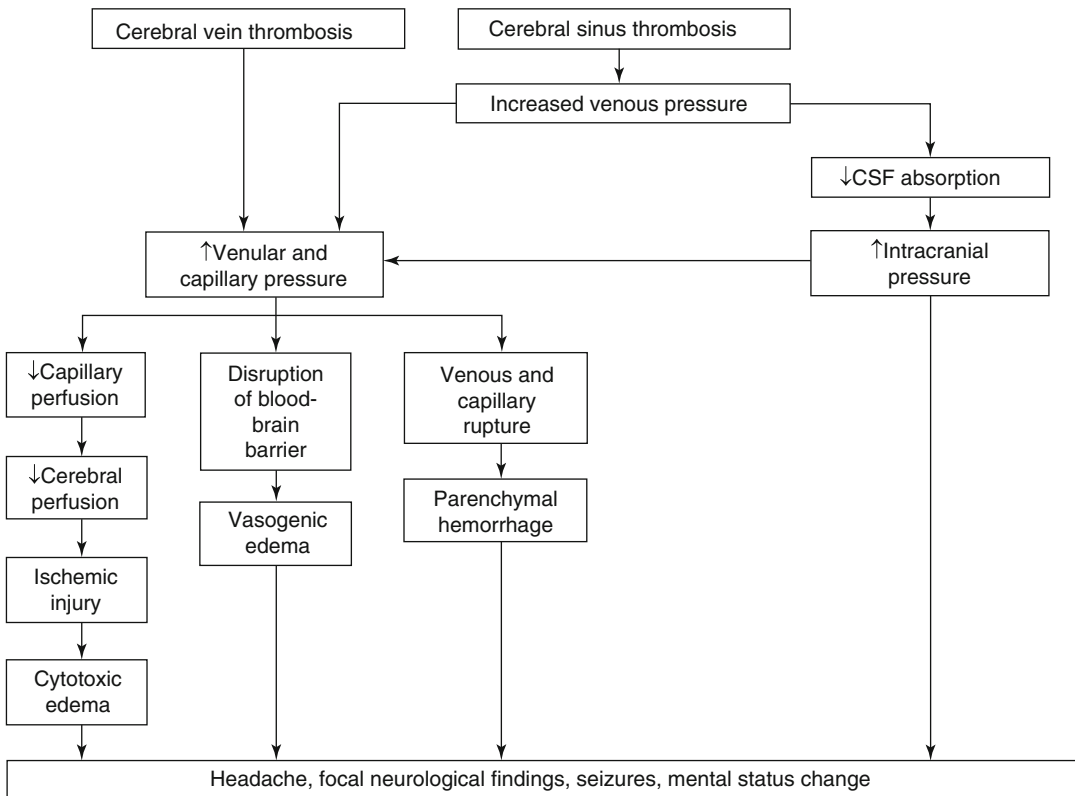 Cerebral vein thrombosis
Cerebral sinus thrombosis
Increased venous pressure
↓CSF absorption
↑Venular and
capillary pressure
↑Intracranial
pressure
↓Capillary
perfusion
Disruption
of blood-
brain
barrier
Venous and
capillary
rupture
↓Cerebral
perfusion
Vasogenic
edema
Parenchymal
hemorrhage
Ischemic
injury
Cytotoxic
edema
Headache, focal neurological findings, seizures, mental status change